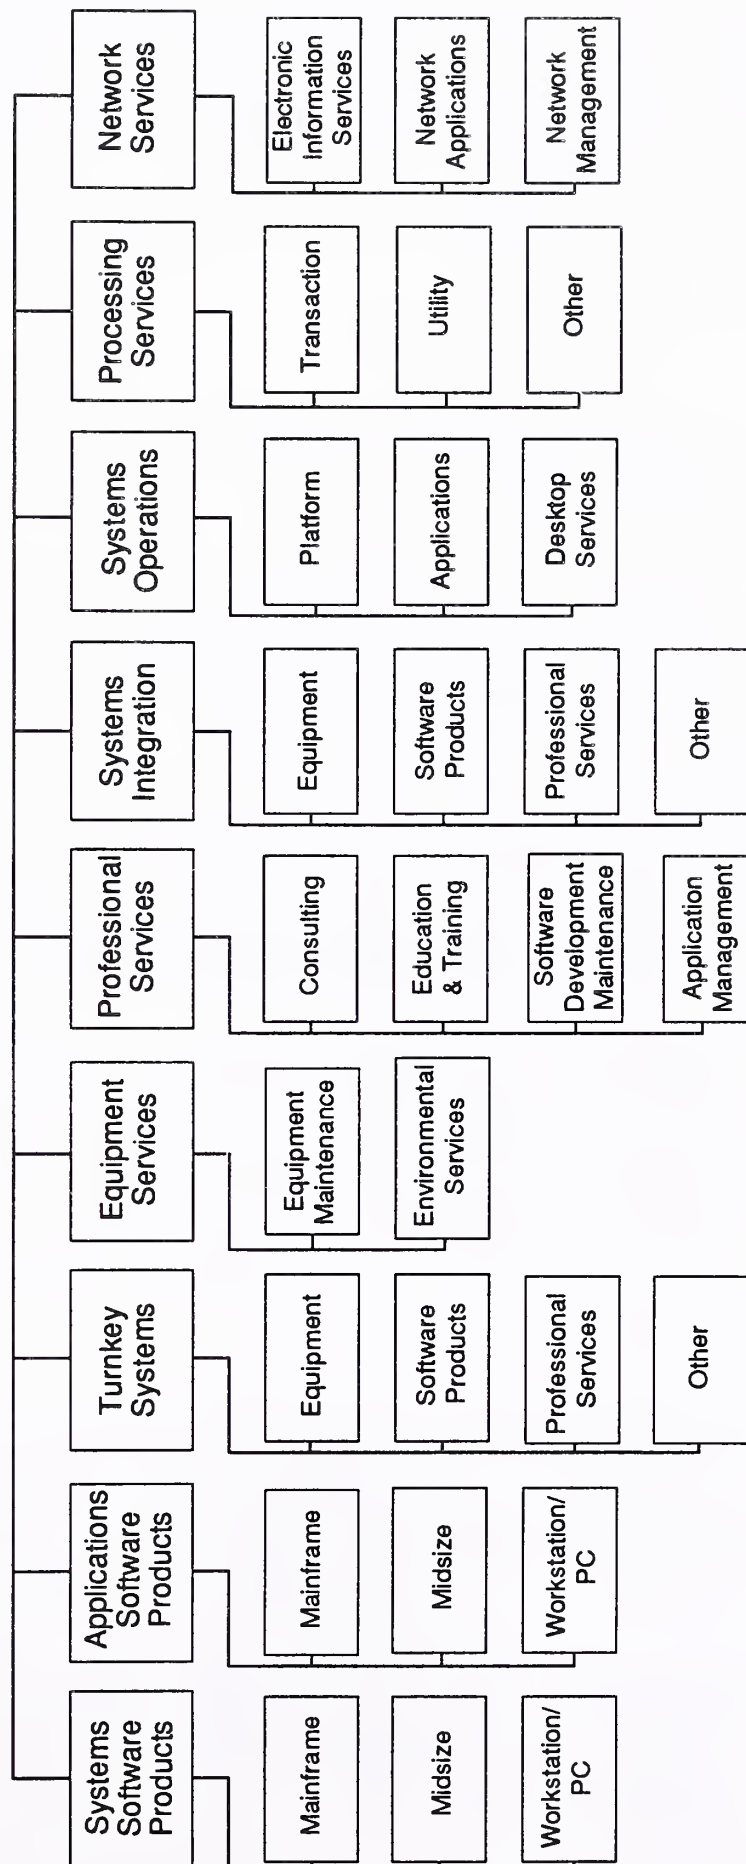 Systems
Software
Products
Mainframe
Midsize
Workstation/
PC
Applications
Software
Products
Mainframe
Midsize
Workstation/
PC
Turnkey
Systems
Equipment
Software
Products
Professional
Services
Other
Equipment
Services
Equipment
Maintenance
Environmental
Services
Professional
Services
Consulting
Education
& Training
Software
Development
Maintenance
Application
Management
Systems
Integration
Equipment
Software
Products
Professional
Services
Other
Systems
Operations
Platform
Applications
Desktop
Services
Processing
Services
Transaction
Utility
Other
Network
Services
Electronic
Information
Services
Network
Applications
Network
Management